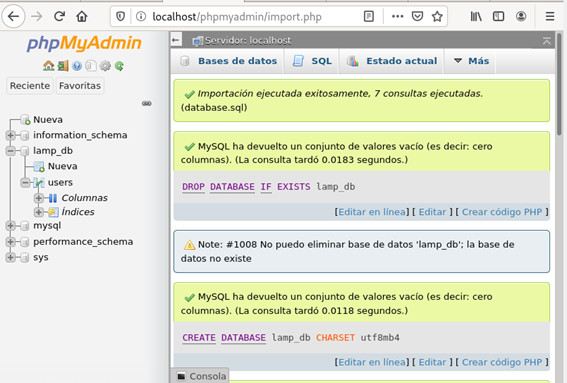 localhost/phpmyadmin/import.php
phpMyAdmin
Reciente Favoritas
Nueva
information_schema
lamp_db
Nueva
users
Columnas
Índices
mysql
performance_schema
sys
Servidor: localhost
Bases de datos SQL Estado actual Más
Importación ejecutada exitosamente, 7 consultas ejecutadas.
(database.sql)
MySQL ha devuelto un conjunto de valores vacío (es decir: cero
columnas). (La consulta tardó 0.0183 segundos.)
DROP DATABASE IF EXISTS lamp_db
[Editar en línea] [ Editar ] [ Crear código PHP ]
Note: #1008 No puedo eliminar base de datos 'lamp_db'; la base de
datos no existe
MySQL ha devuelto un conjunto de valores vacío (es decir: cero
columnas). (La consulta tardó 0.0118 segundos.)
CREATE DATABASE lamp_db CHARSET utf8mb4
[Editar en línea] [ Editar ] [ Crear código PHP ]
Consola